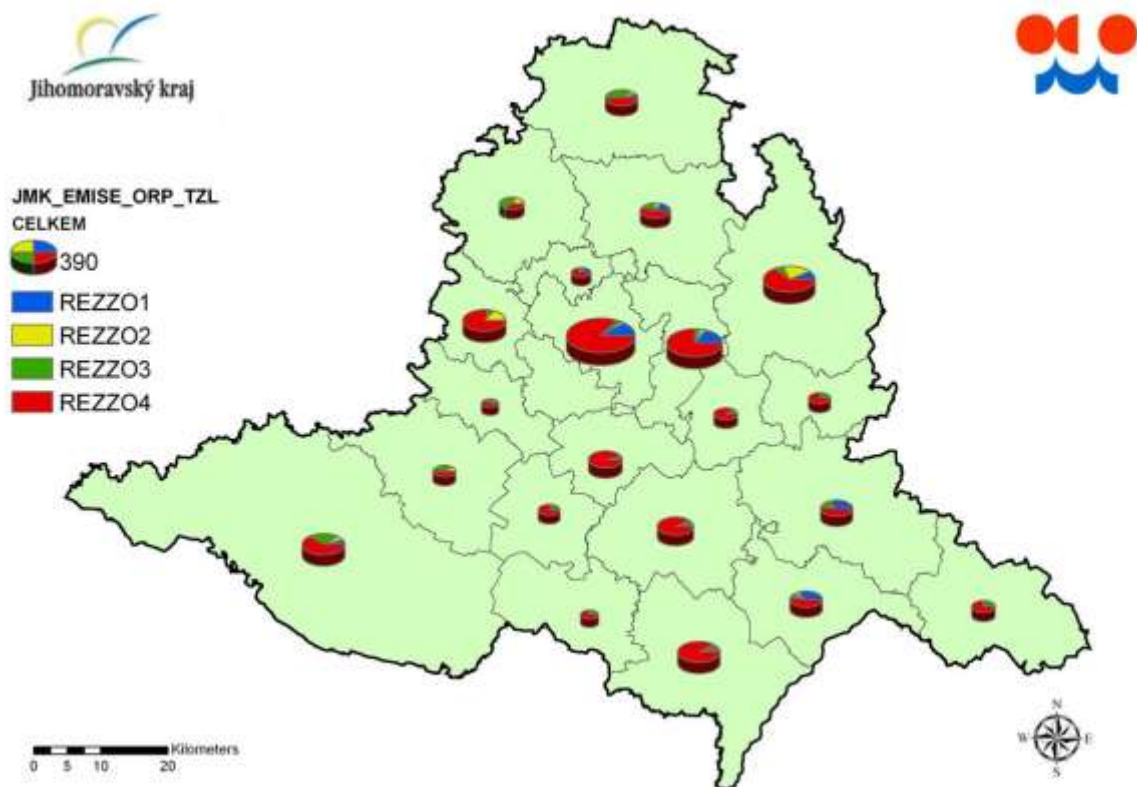 Jihomoravský kraj
JMK_EMISE_ORP_TZL
CELKEM
390
REZZO1
REZZO2
REZZO3
REZZO4
Kilometers
0 5 10 20
N
W E
S